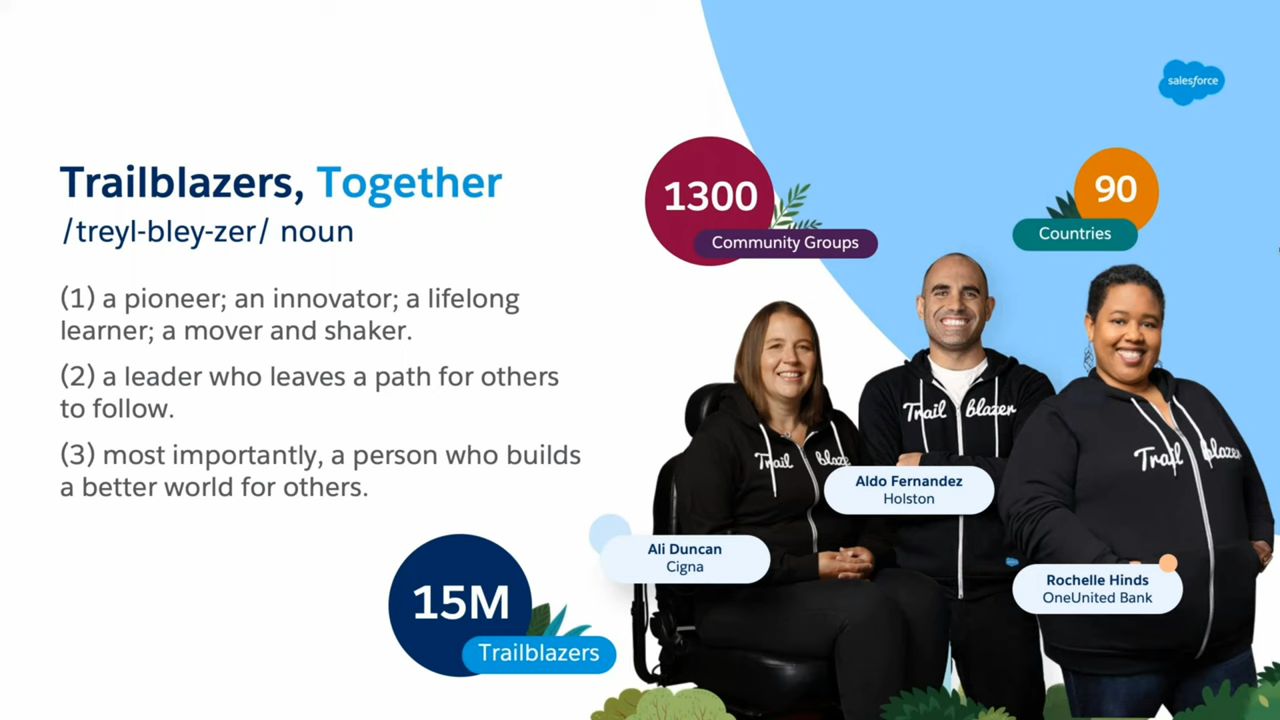 salesforce
Trailblazers, Together
/treyl-bley-zer/ noun
(1) a pioneer; an innovator; a lifelong
learner; a mover and shaker.
(2) a leader who leaves a path for others
to follow.
(3) most importantly, a person who builds
a better world for others.
1300
Community Groups
90
Countries
15M
Trailblazers
Trail blaze
Trail blazer
Trail blazer
Ali Duncan
Cigna
Aldo Fernandez
Holston
Rochelle Hinds
OneUnited Bank